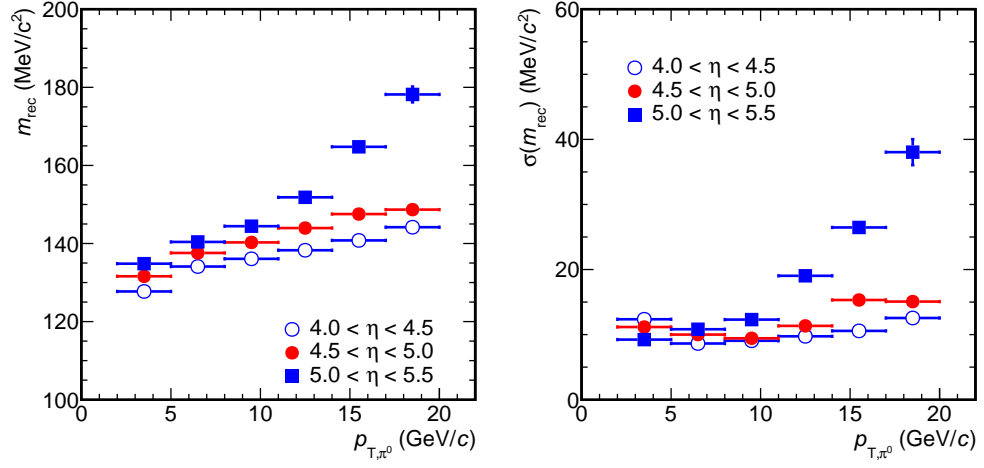 m_rec (MeV/c²)
200
180
160
140
120
100
4.0 < η < 4.5
4.5 < η < 5.0
5.0 < η < 5.5
0 5 10 15 20
p_T,π⁰ (GeV/c)
σ(m_rec) (MeV/c²)
60
40
20
0
4.0 < η < 4.5
4.5 < η < 5.0
5.0 < η < 5.5
0 5 10 15 20
p_T,π⁰ (GeV/c)